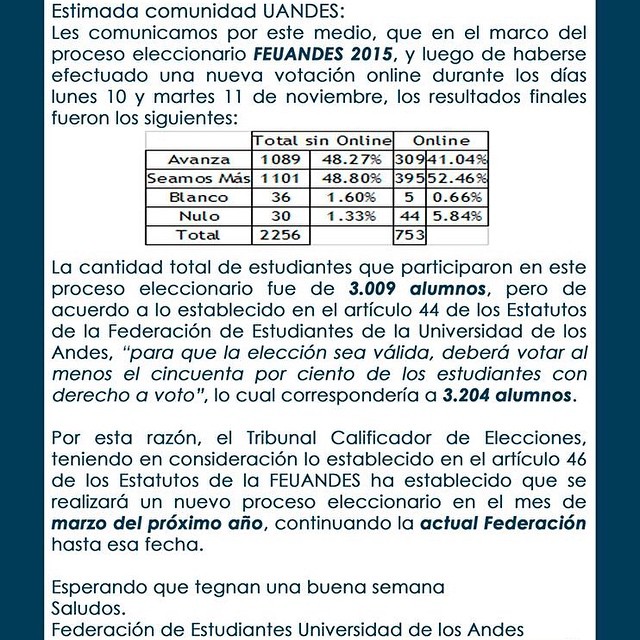 Estimada comunidad UANDES:
Les comunicamos por este medio, que en el marco del
proceso eleccionario FEUANDES 2015, y luego de haberse
efectuado una nueva votación online durante los días
lunes 10 y martes 11 de noviembre, los resultados finales
fueron los siguientes:
Total sin Online Online
Avanza 1089 48.27% 309 41.04%
Seamos Más 1101 48.80% 395 52.46%
Blanco 36 1.60% 5 0.66%
Nulo 30 1.33% 44 5.84%
Total 2256 753
La cantidad total de estudiantes que participaron en este
proceso eleccionario fue de 3.009 alumnos, pero de
acuerdo a lo establecido en el artículo 44 de los Estatutos
de la Federación de Estudiantes de la Universidad de los
Andes, “para que la elección sea válida, deberá votar al
menos el cincuenta por ciento de los estudiantes con
derecho a voto”, lo cual correspondería a 3.204 alumnos.
Por esta razón, el Tribunal Calificador de Elecciones,
teniendo en consideración lo establecido en el artículo 46
de los Estatutos de la FEUANDES ha establecido que se
realizará un nuevo proceso eleccionario en el mes de
marzo del próximo año, continuando la actual Federación
hasta esa fecha.
Esperando que tegnan una buena semana
Saludos.
Federación de Estudiantes Universidad de los Andes